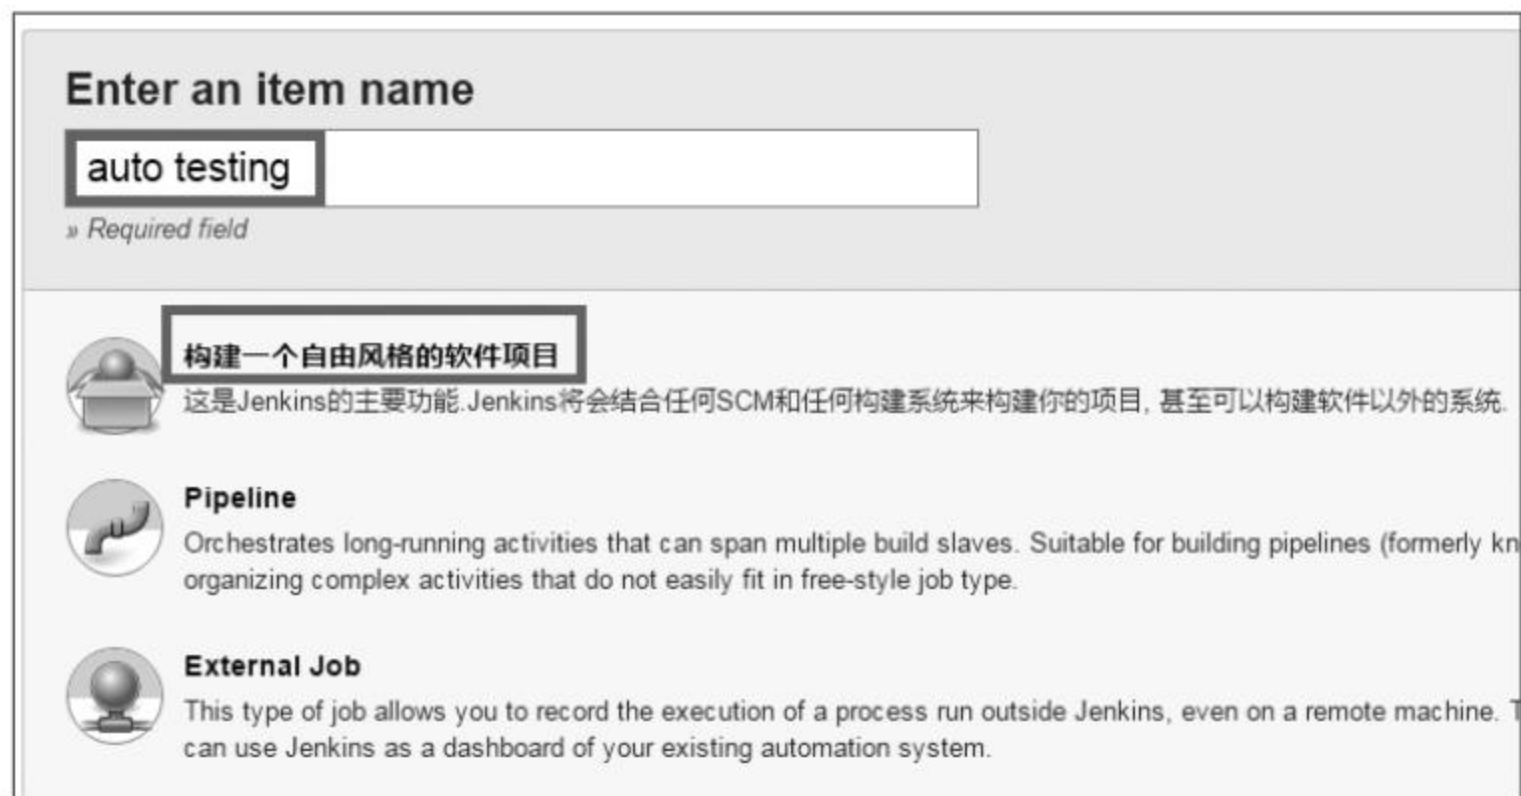 Enter an item name
auto testing
» Required field
构建一个自由风格的软件项目
这是Jenkins的主要功能.Jenkins将会结合任何SCM和任何构建系统来构建你的项目, 甚至可以构建软件以外的系统.
Pipeline
Orchestrates long-running activities that can span multiple build slaves. Suitable for building pipelines (formerly kn
organizing complex activities that do not easily fit in free-style job type.
External Job
This type of job allows you to record the execution of a process run outside Jenkins, even on a remote machine. T
can use Jenkins as a dashboard of your existing automation system.